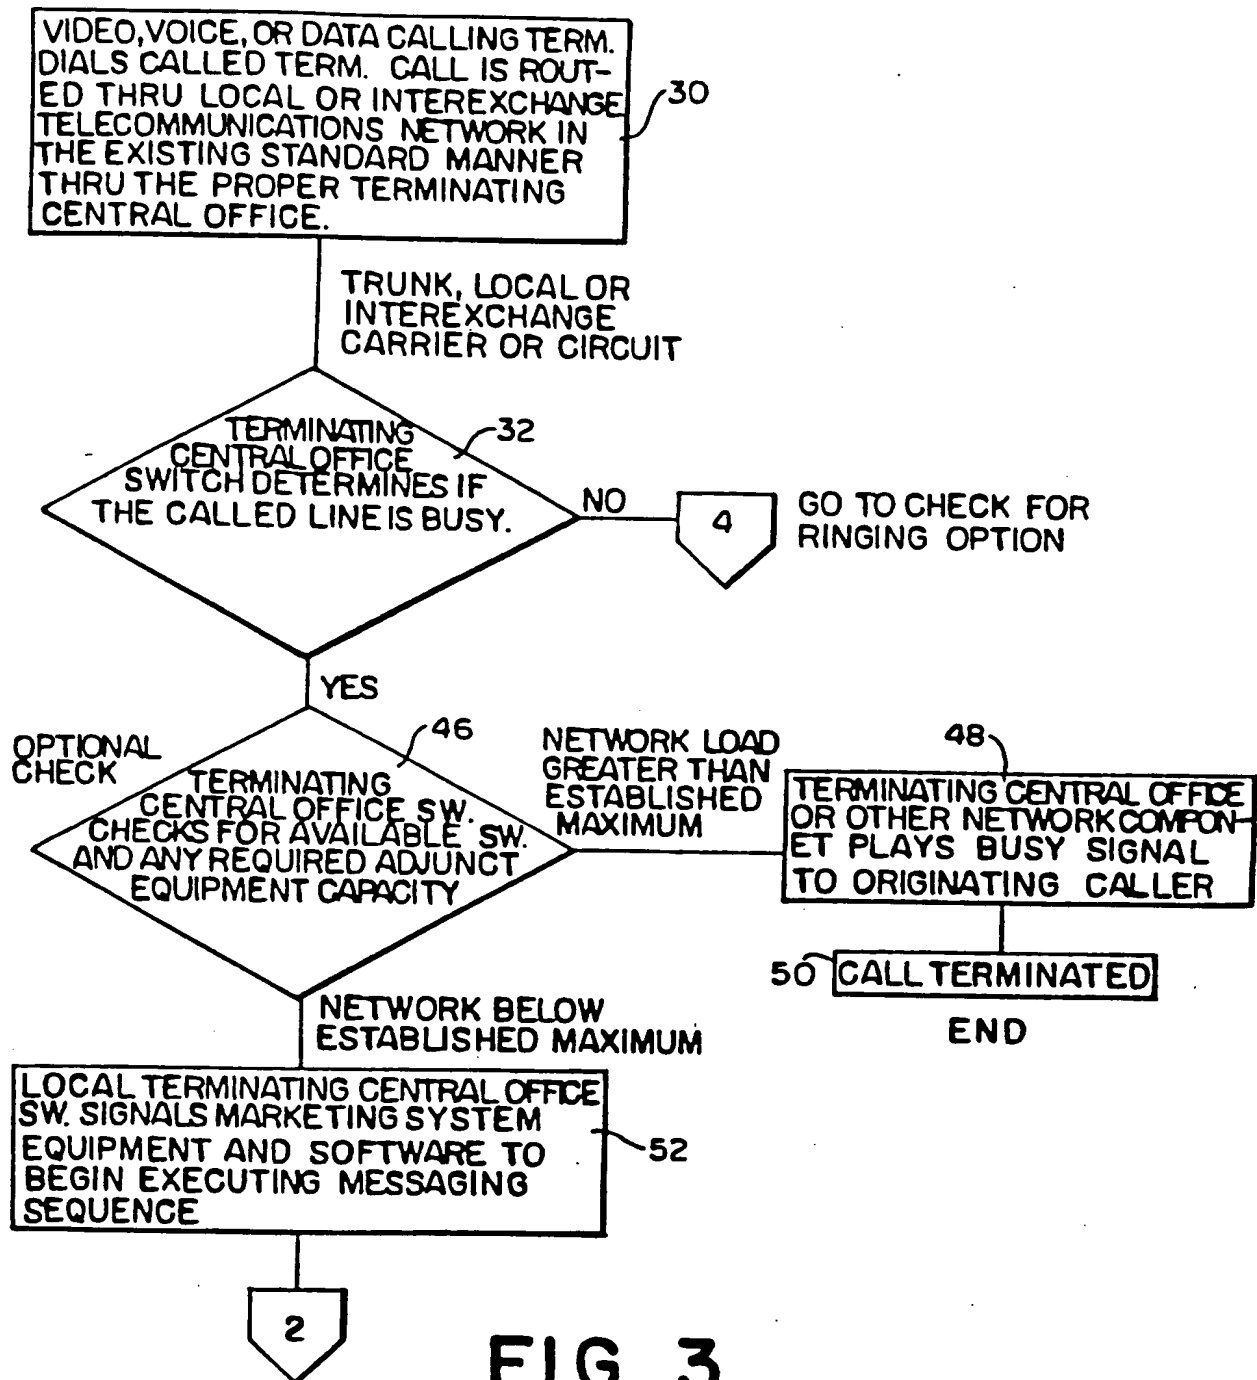 VIDEO, VOICE, OR DATA CALLING TERM.
DIALS CALLED TERM. CALL IS ROUT-
ED THRU LOCAL OR INTEREXCHANGE
TELECOMMUNICATIONS NETWORK IN
THE EXISTING STANDARD MANNER
THRU THE PROPER TERMINATING
CENTRAL OFFICE.
30
TRUNK, LOCAL OR
INTEREXCHANGE
CARRIER OR CIRCUIT
TERMINATING
CENTRAL OFFICE
SWITCH DETERMINES IF
THE CALLED LINE IS BUSY.
32
NO
4
GO TO CHECK FOR
RINGING OPTION
YES
OPTIONAL
CHECK
46
TERMINATING
CENTRAL OFFICE SW.
CHECKS FOR AVAILABLE SW.
AND ANY REQUIRED ADJUNCT
EQUIPMENT CAPACITY
NETWORK LOAD
GREATER THAN
ESTABLISHED
MAXIMUM
48
TERMINATING CENTRAL OFFICE
OR OTHER NETWORK COMPON-
ET PLAYS BUSY SIGNAL
TO ORIGINATING CALLER
50
CALL TERMINATED
END
NETWORK BELOW
ESTABLISHED MAXIMUM
LOCAL TERMINATING CENTRAL OFFICE
SW. SIGNALS MARKETING SYSTEM
EQUIPMENT AND SOFTWARE TO
BEGIN EXECUTING MESSAGING
SEQUENCE
52
2
FIG. 3